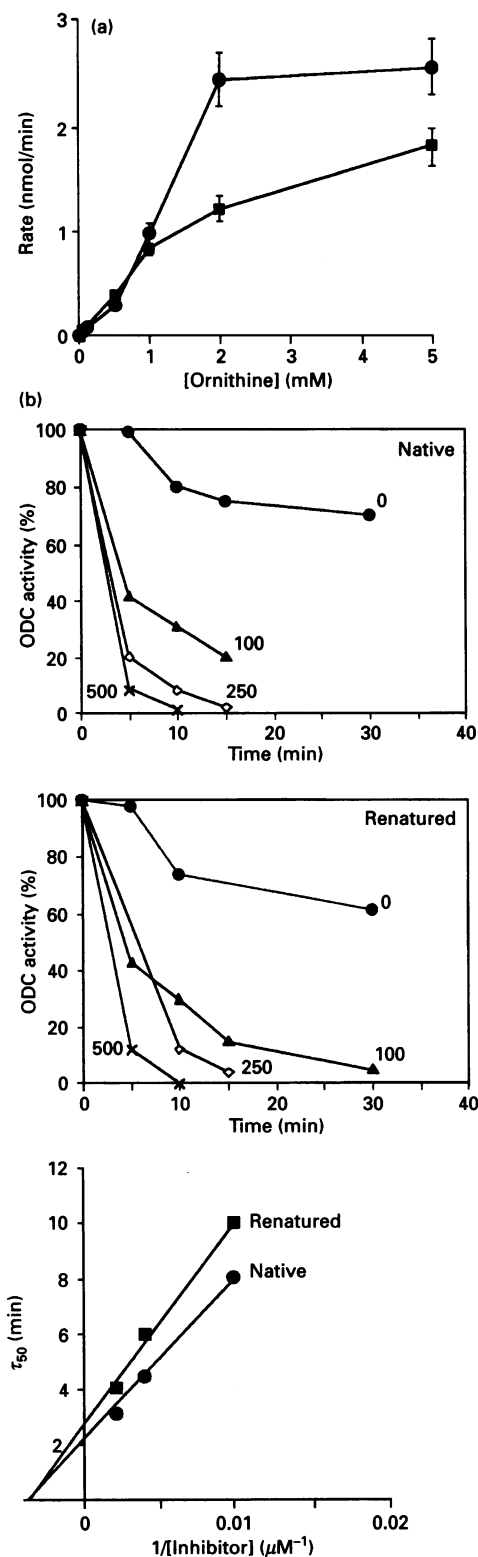 (a)
3
2
1
0
Rate (nmol/min)
0 1 2 3 4 5
[Ornithine] (mM)
(b)
100
80
60
40
20
0
ODC activity (%)
Native
0
100
250
500
0 10 20 30 40
Time (min)
100
80
60
40
20
0
ODC activity (%)
Renatured
0
100
250
500
0 10 20 30 40
Time (min)
12
10
8
6
4
2
τ50 (min)
Renatured
Native
0 0.01 0.02
1/[Inhibitor] (μM⁻¹)